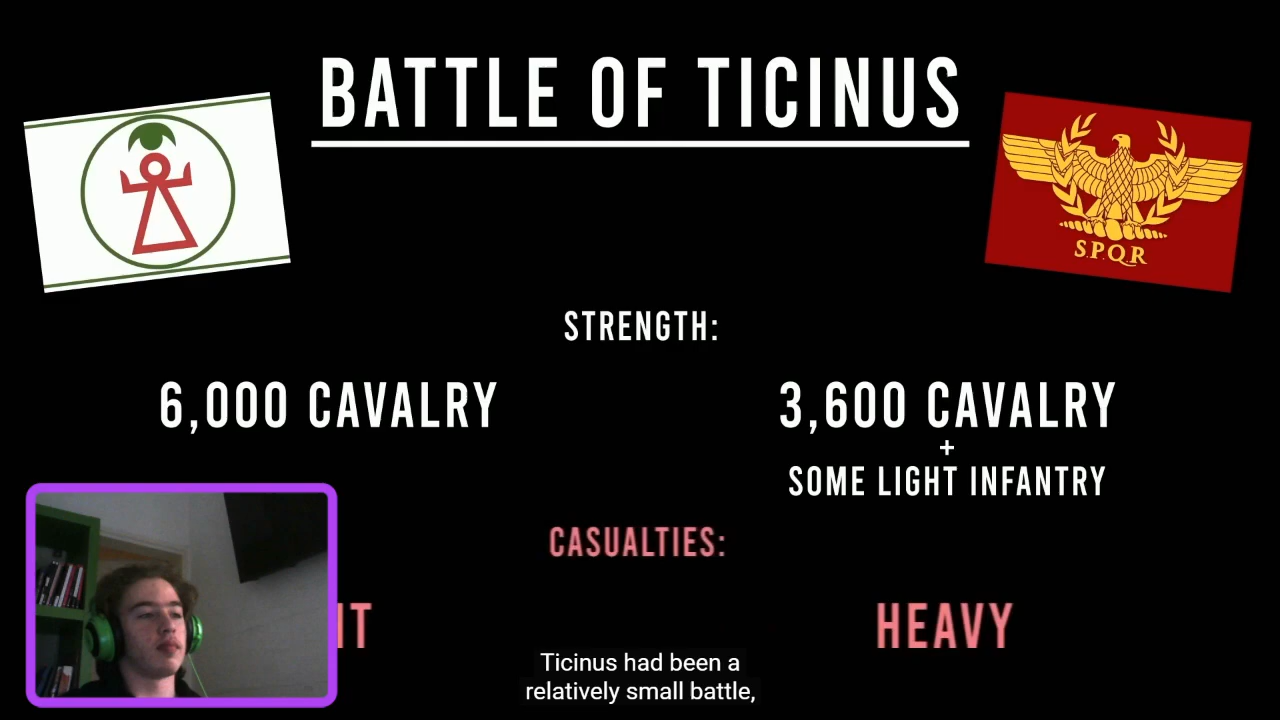 BATTLE OF TICINUS
S.P.Q.R
STRENGTH:
6,000 CAVALRY
3,600 CAVALRY
+
SOME LIGHT INFANTRY
CASUALTIES:
HEAVY
Ticinus had been a
relatively small battle,